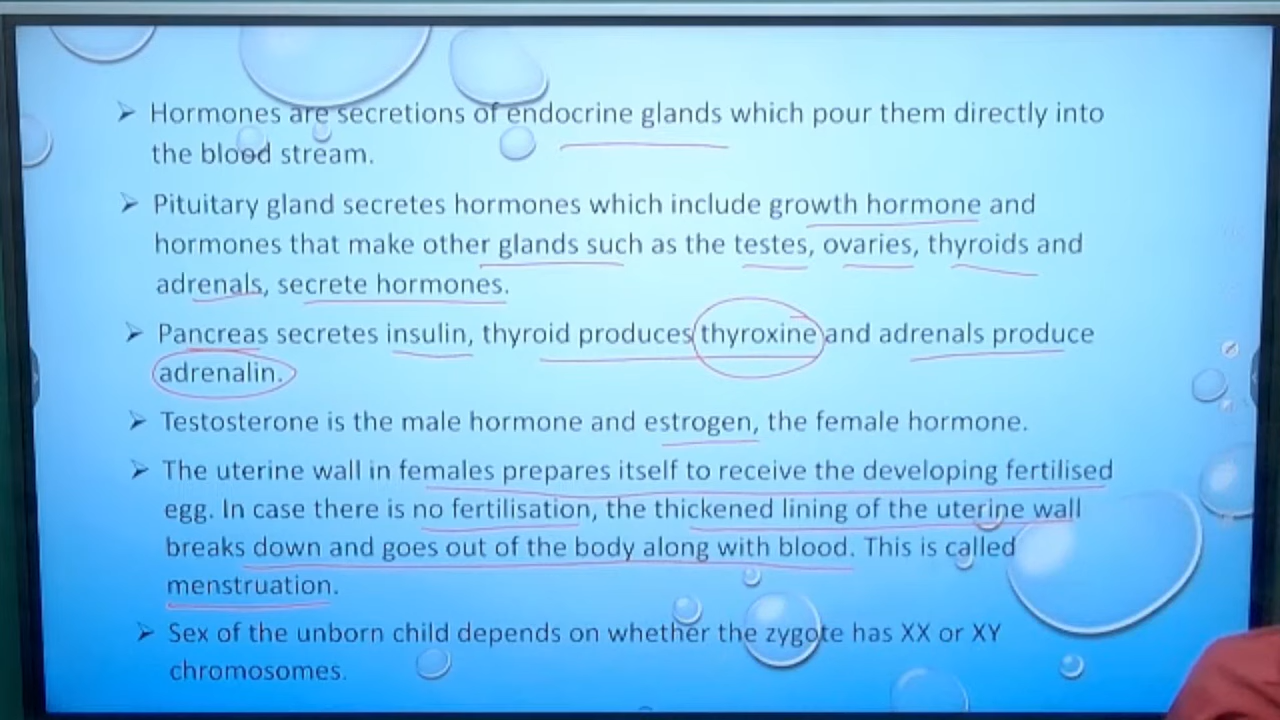 ➢ Hormones are secretions of endocrine glands which pour them directly into
the blood stream.
➢ Pituitary gland secretes hormones which include growth hormone and
hormones that make other glands such as the testes, ovaries, thyroids and
adrenals, secrete hormones.
➢ Pancreas secretes insulin, thyroid produces thyroxine and adrenals produce
adrenalin.
➢ Testosterone is the male hormone and estrogen, the female hormone.
➢ The uterine wall in females prepares itself to receive the developing fertilised
egg. In case there is no fertilisation, the thickened lining of the uterine wall
breaks down and goes out of the body along with blood. This is called
menstruation.
➢ Sex of the unborn child depends on whether the zygote has XX or XY
chromosomes.